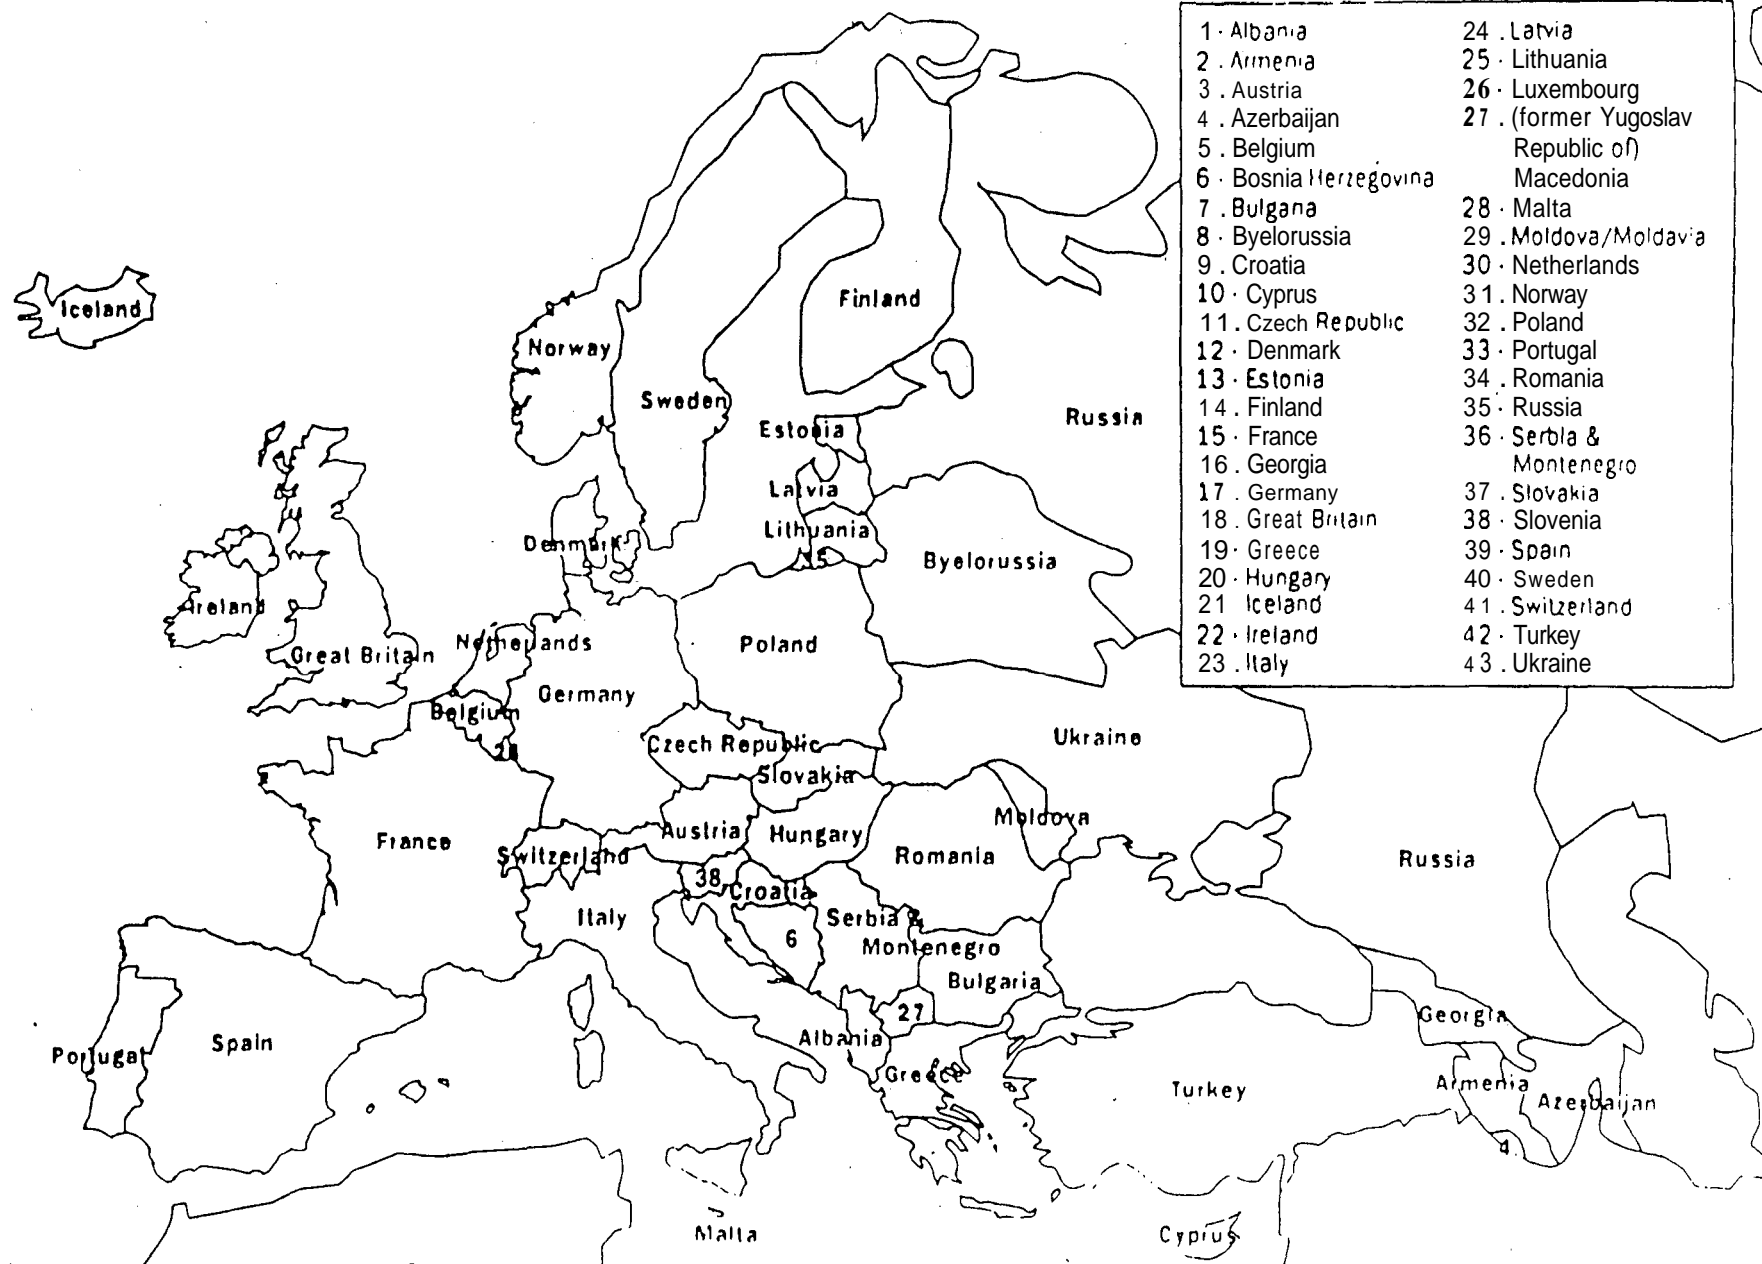 1 · Albania
2 . Armenia
3 . Austria
4 . Azerbaijan
5 . Belgium
6 · Bosnia Herzegovina
7 . Bulgaria
8 · Byelorussia
9 . Croatia
10 · Cyprus
11 . Czech Republic
12 · Denmark
13 · Estonia
14 . Finland
15 · France
16 . Georgia
17 . Germany
18 . Great Britain
19 · Greece
20 · Hungary
21 Iceland
22 · Ireland
23 . Italy
24 . Latvia
25 · Lithuania
26 · Luxembourg
27 . (former Yugoslav
Republic of)
Macedonia
28 · Malta
29 . Moldova/Moldavia
30 · Netherlands
31 . Norway
32 . Poland
33 · Portugal
34 . Romania
35 · Russia
36 · Serbia &
Montenegro
37 . Slovakia
38 · Slovenia
39 . Spain
40 · Sweden
41 . Switzerland
42 · Turkey
43 . Ukraine
Iceland
Finland
Norway
Sweden
Russia
Estonia
Latvia
Lithuania
Denmark
35
Byelorussia
Ireland
Netherlands
Poland
Great Britain
Germany
Belgium
Ukraine
Czech Republic
26
Slovakia
Moldova
Austria
Hungary
France
Switzerland
Romania
Russia
38
Croatia
Italy
Serbia &
6
Montenegro
Bulgaria
27
Georgia
Albania
Spain
Portugal
Greece
Armenia
Turkey
Azerbaijan
4
Malta
Cyprus